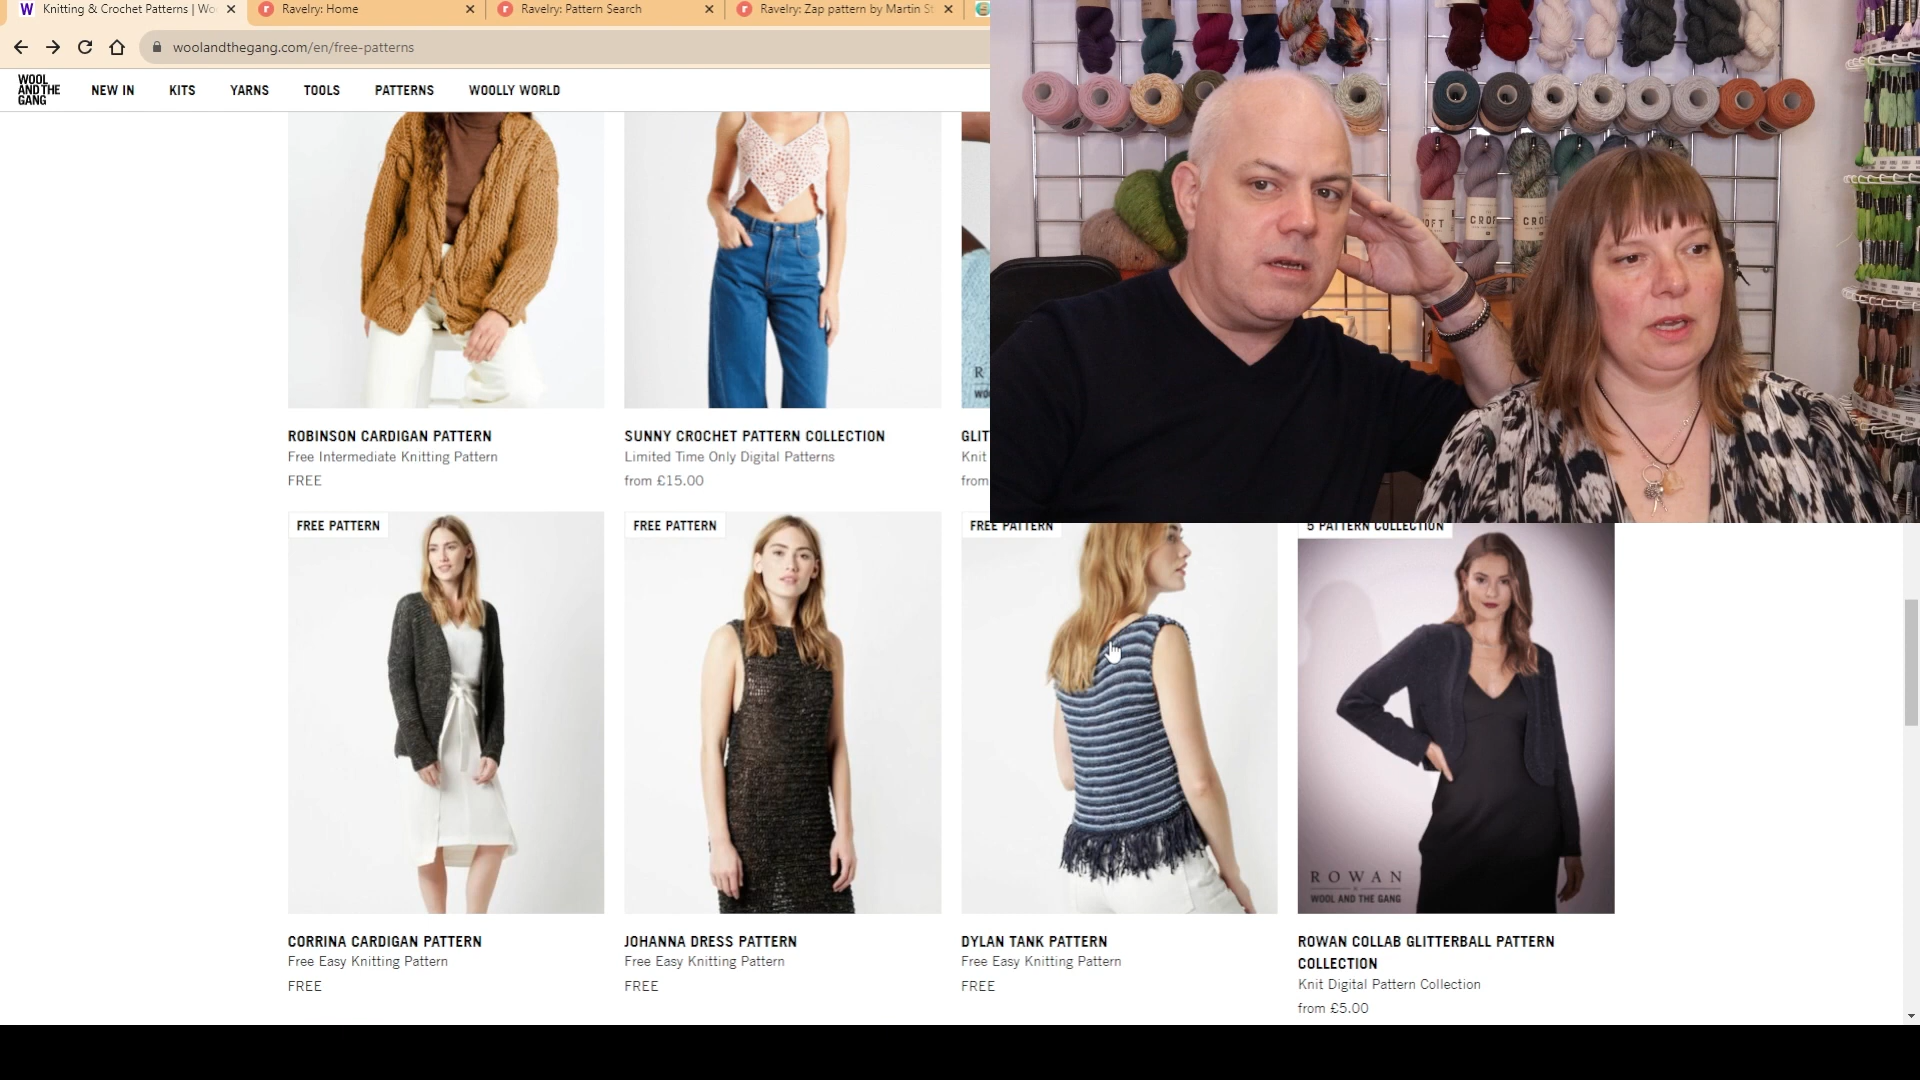 Knitting & Crochet Patterns | Wo
Ravelry: Home
Ravelry: Pattern Search
Ravelry: Zap pattern by Martin St
woolandthegang.com/en/free-patterns
WOOL
AND THE
GANG
NEW IN
KITS
YARNS
TOOLS
PATTERNS
WOOLLY WORLD
ROBINSON CARDIGAN PATTERN
Free Intermediate Knitting Pattern
FREE
SUNNY CROCHET PATTERN COLLECTION
Limited Time Only Digital Patterns
from £15.00
GLIT
Knit
from
FREE PATTERN
FREE PATTERN
FREE PATTERN
5 PATTERN COLLECTION
ROWAN
WOOL AND THE GANG
CORRINA CARDIGAN PATTERN
Free Easy Knitting Pattern
FREE
JOHANNA DRESS PATTERN
Free Easy Knitting Pattern
FREE
DYLAN TANK PATTERN
Free Easy Knitting Pattern
FREE
ROWAN COLLAB GLITTERBALL PATTERN
COLLECTION
Knit Digital Pattern Collection
from £5.00